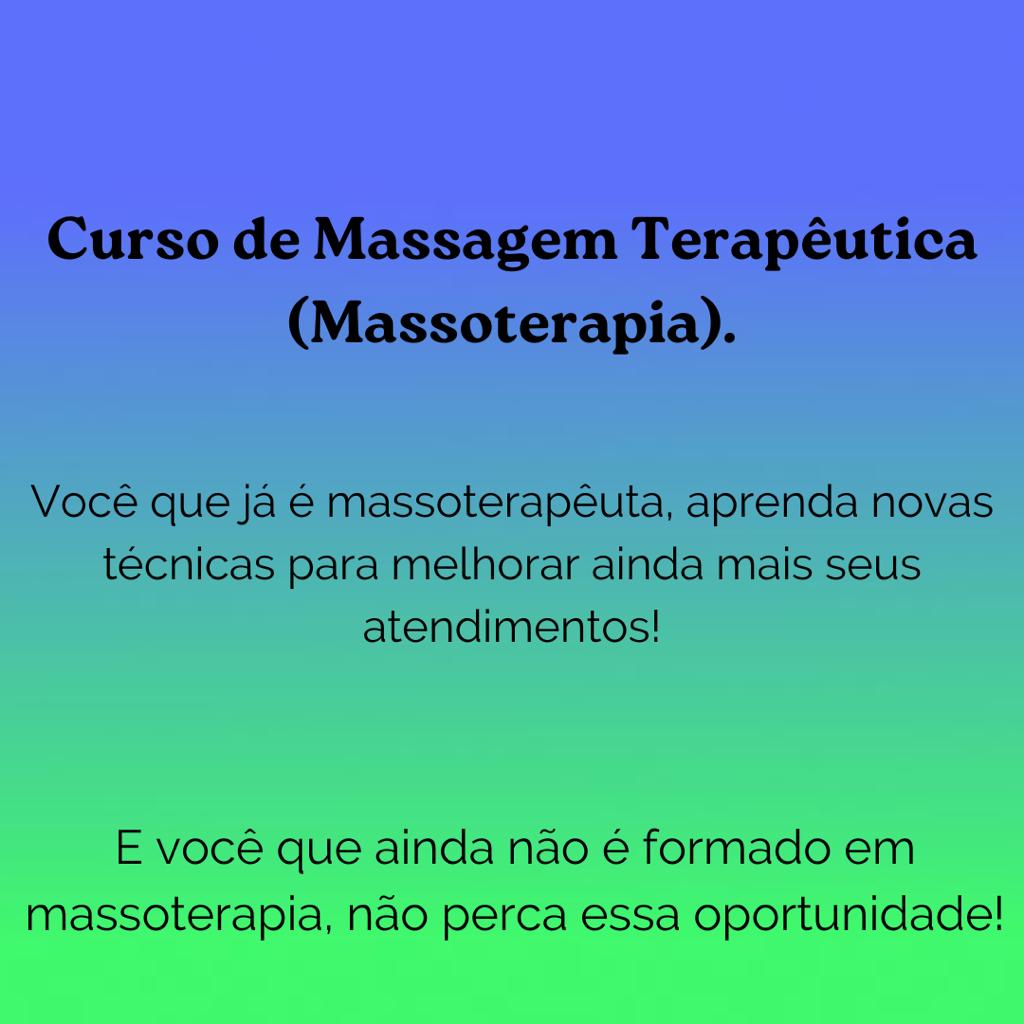 Curso de Massagem Terapêutica
(Massoterapia).
Você que já é massoterapêuta, aprenda novas
técnicas para melhorar ainda mais seus
atendimentos!
E você que ainda não é formado em
massoterapia, não perca essa oportunidade!